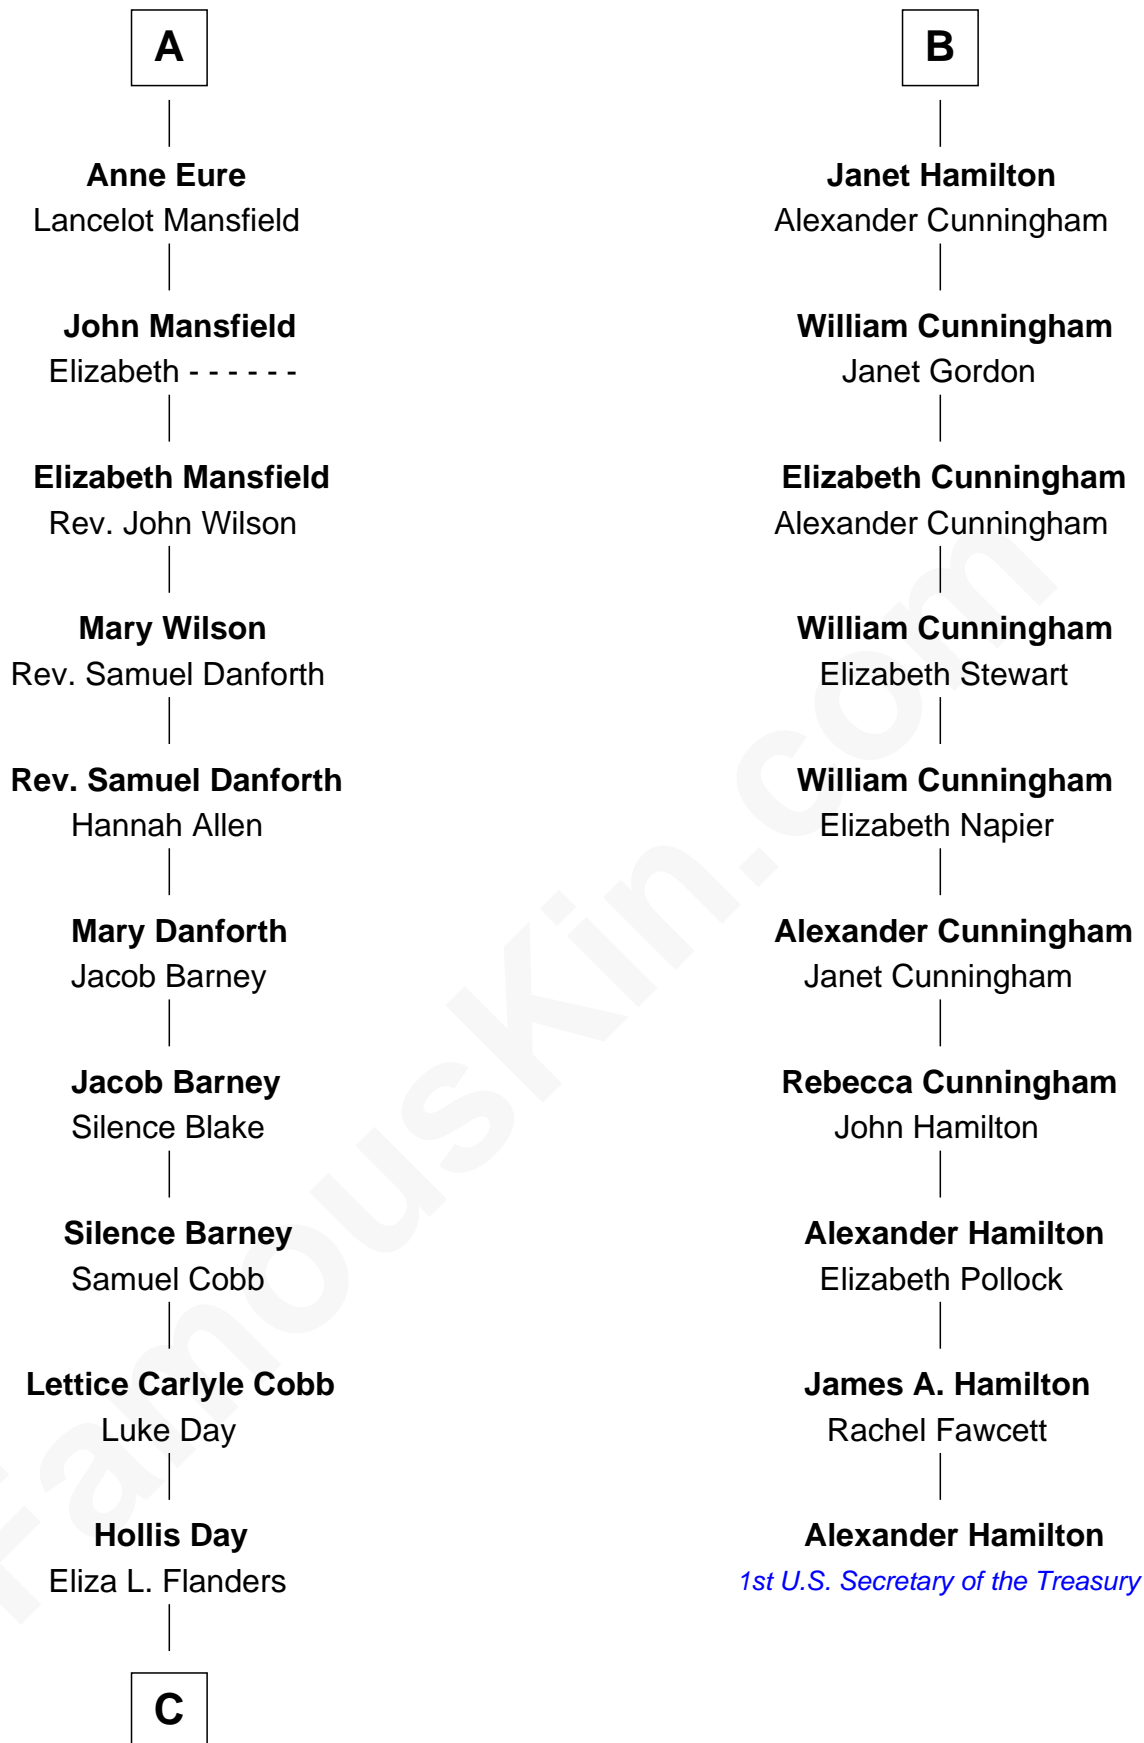 A
Anne Eure
Lancelot Mansfield
John Mansfield
Elizabeth - - - - - -
Elizabeth Mansfield
Rev. John Wilson
Mary Wilson
Rev. Samuel Danforth
Rev. Samuel Danforth
Hannah Allen
Mary Danforth
Jacob Barney
Jacob Barney
Silence Blake
Silence Barney
Samuel Cobb
Lettice Carlyle Cobb
Luke Day
Hollis Day
Eliza L. Flanders
C
B
Janet Hamilton
Alexander Cunningham
William Cunningham
Janet Gordon
Elizabeth Cunningham
Alexander Cunningham
William Cunningham
Elizabeth Stewart
William Cunningham
Elizabeth Napier
Alexander Cunningham
Janet Cunningham
Rebecca Cunningham
John Hamilton
Alexander Hamilton
Elizabeth Pollock
James A. Hamilton
Rachel Fawcett
Alexander Hamilton
1st U.S. Secretary of the Treasury
FamousKin.com